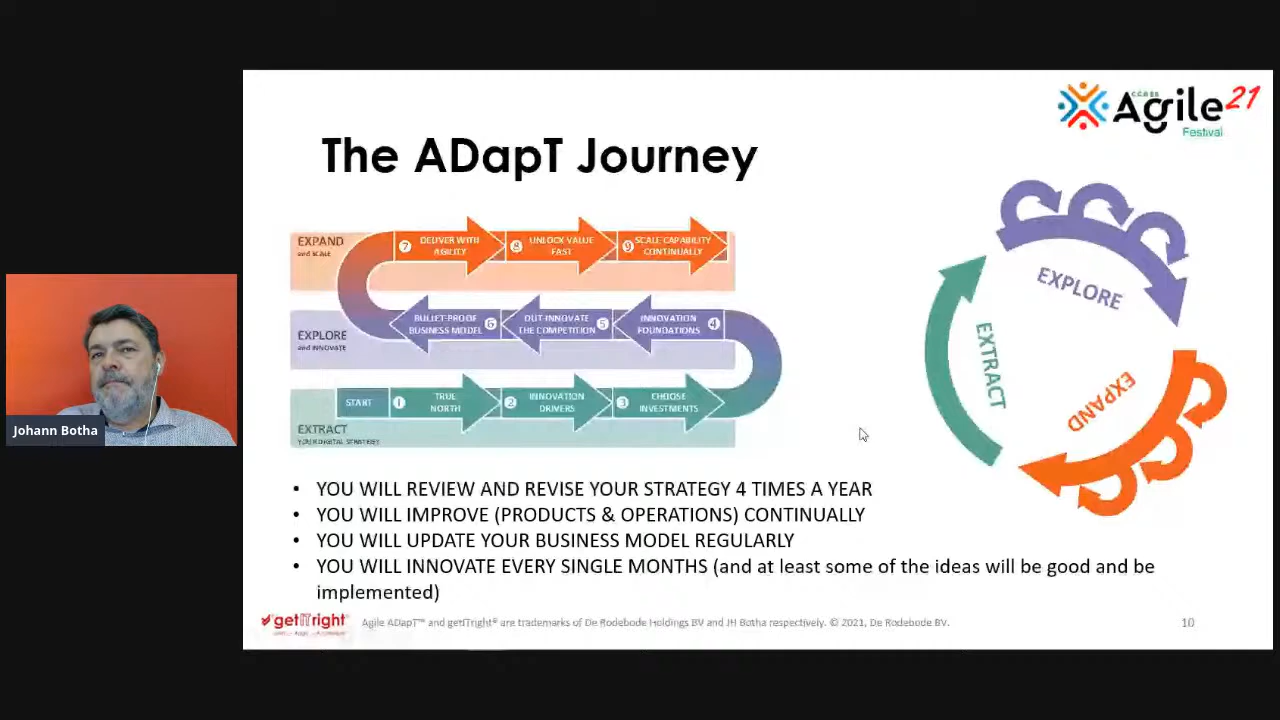 Agile 21
Festival
The ADapT Journey
EXPAND
and SCALE
7 DELIVER WITH
AGILITY
8 UNLOCK VALUE
FAST
9 SCALE CAPABILITY
CONTINUALLY
EXPLORE
and INNOVATE
BULLET-PROOF
BUSINESS MODEL 6
OUT-INNOVATE
THE COMPETITION 5
INNOVATION
FOUNDATIONS 4
START
1 TRUE
NORTH
2 INNOVATION
DRIVERS
3 CHOOSE
INVESTMENTS
EXTRACT
YOUR DIGITAL STRATEGY
EXPLORE
EXTRACT
EXPAND
Johann Botha
• YOU WILL REVIEW AND REVISE YOUR STRATEGY 4 TIMES A YEAR
• YOU WILL IMPROVE (PRODUCTS & OPERATIONS) CONTINUALLY
• YOU WILL UPDATE YOUR BUSINESS MODEL REGULARLY
• YOU WILL INNOVATE EVERY SINGLE MONTHS (and at least some of the ideas will be good and be
implemented)
getITright
Agile ADapT™ and getITright® are trademarks of De Rodebode Holdings BV and JH Botha respectively. © 2021, De Rodebode BV.
10